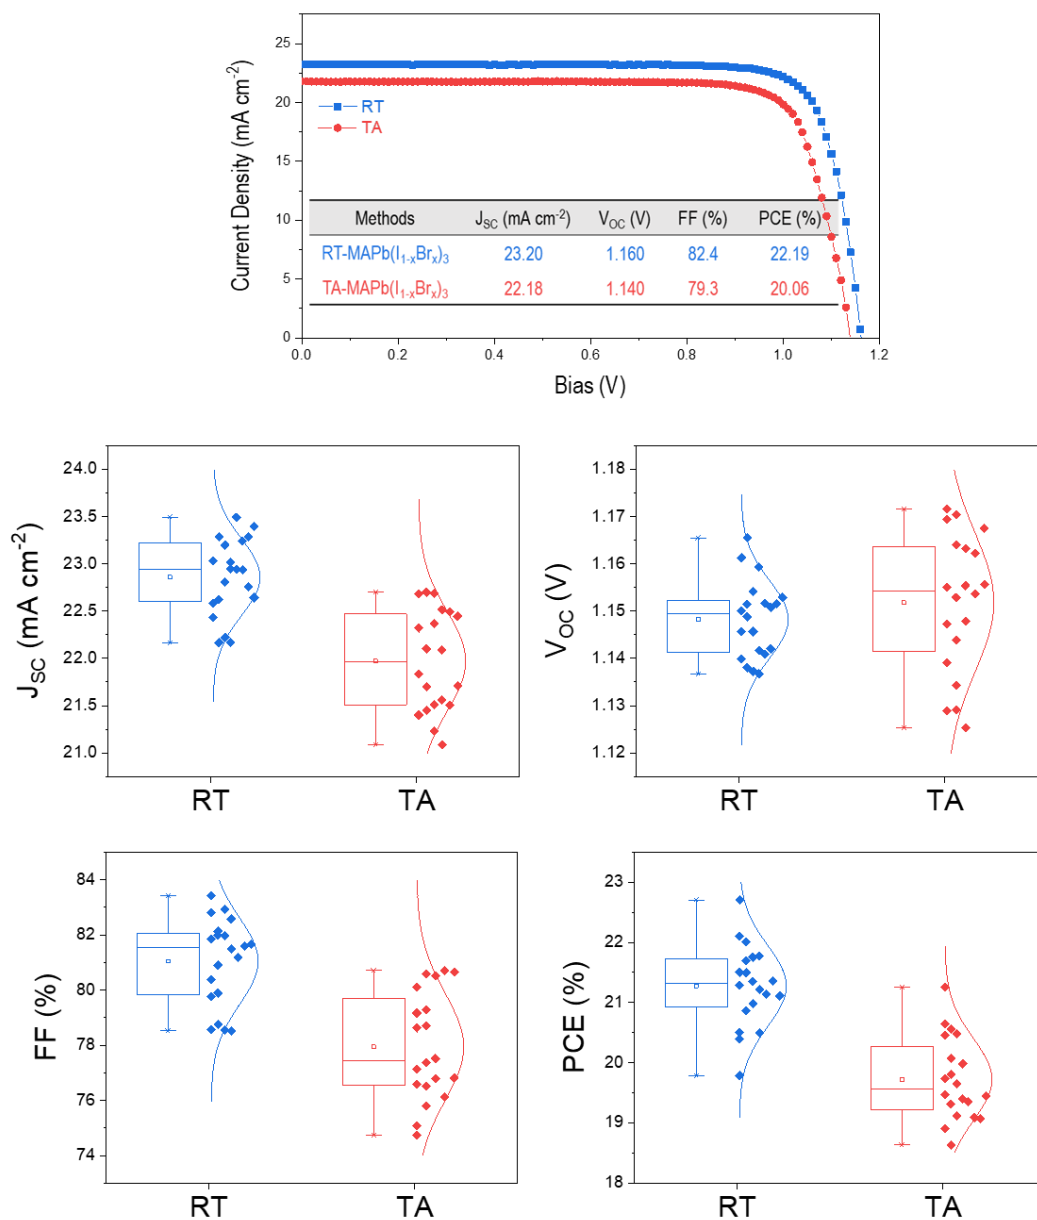 25
20
15
10
5
0
Current Density (mA cm⁻²)
RT
TA
Methods J_SC (mA cm⁻²) V_OC (V) FF (%) PCE (%)
RT-MAPb(I₁₋ₓBrₓ)₃ 23.20 1.160 82.4 22.19
TA-MAPb(I₁₋ₓBrₓ)₃ 22.18 1.140 79.3 20.06
0.0 0.2 0.4 0.6 0.8 1.0 1.2
Bias (V)
24.0
23.5
23.0
22.5
22.0
21.5
21.0
J_SC (mA cm⁻²)
RT TA
1.18
1.17
1.16
1.15
1.14
1.13
1.12
V_OC (V)
RT TA
84
82
80
78
76
74
FF (%)
RT TA
23
22
21
20
19
18
PCE (%)
RT TA